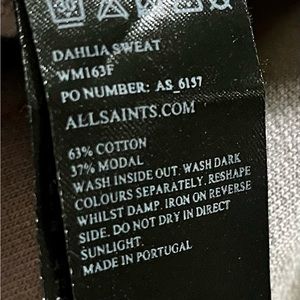 DAHLIA SWEAT
WM163F
PO NUMBER: AS_6157
ALLSAINTS.COM
63% COTTON
37% MODAL
WASH INSIDE OUT. WASH DARK
COLOURS SEPARATELY. RESHAPE
WHILST DAMP. IRON ON REVERSE
SIDE. DO NOT DRY IN DIRECT
SUNLIGHT.
MADE IN PORTUGAL